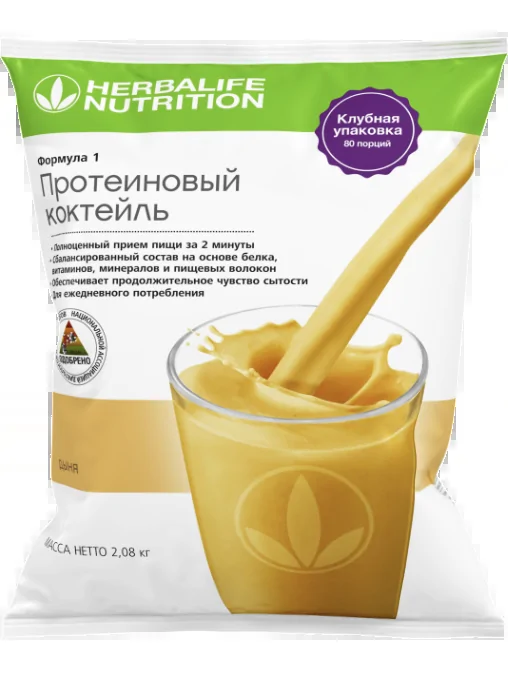 HERBALIFE
NUTRITION
Клубная
упаковка
80 порций
Формула 1
Протеиновый
коктейль
• Полноценный прием пищи за 2 минуты
• Сбалансированный состав на основе белка,
витаминов, минералов и пищевых волокон
• Обеспечивает продолжительное чувство сытости
• Для ежедневного потребления
НАЦИОНАЛЬНОЙ
ОДОБРЕНО
дыня
МАССА НЕТТО 2,08 кг